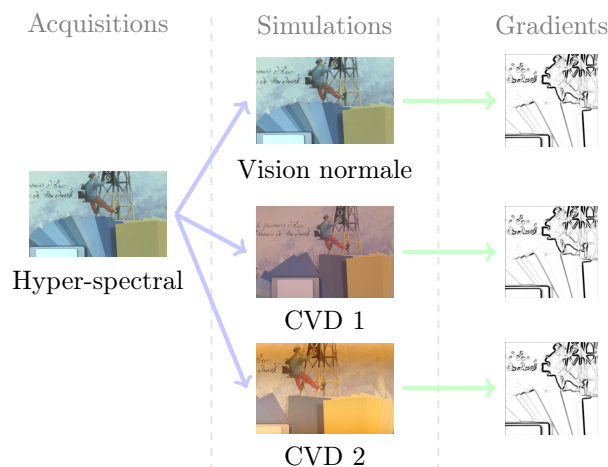 Acquisitions
Simulations
Gradients
Vision normale
Hyper-spectral
CVD 1
CVD 2